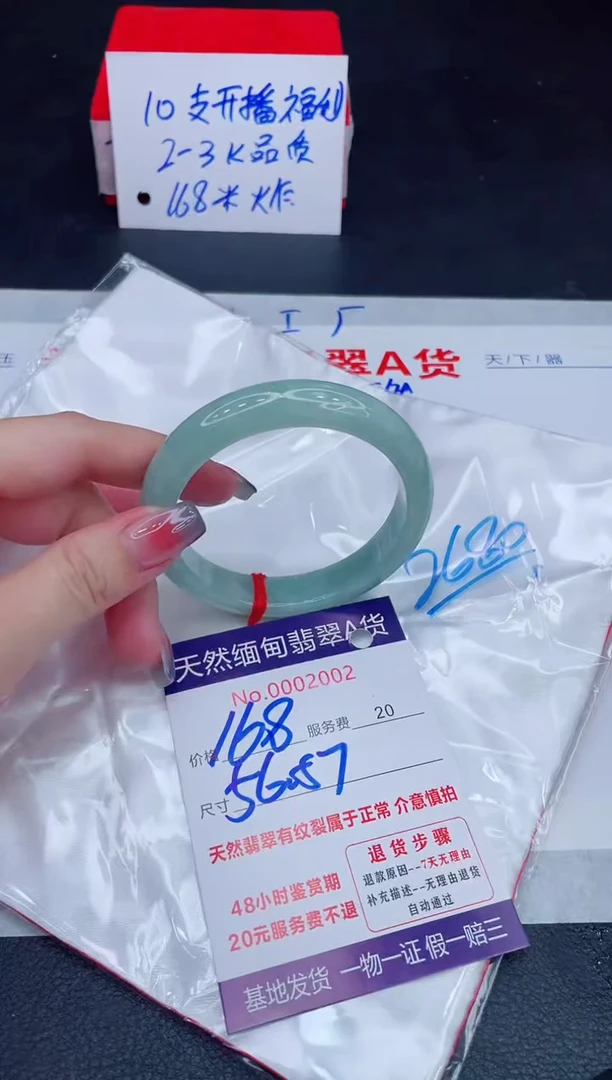 10支开播福利
2-3K品质
168米炸
工厂
翠A货
天/下/器
玉
2680
天然缅甸翡翠A货
No.0002002
价格 168 服务费 20
尺寸 56.57
天然翡翠有纹裂属于正常 介意慎拍
48小时鉴赏期
20元服务费不退
退货步骤
退款原因--7天无理由
补充描述--无理由退货
自动通过
基地发货 一物一证 假一赔三